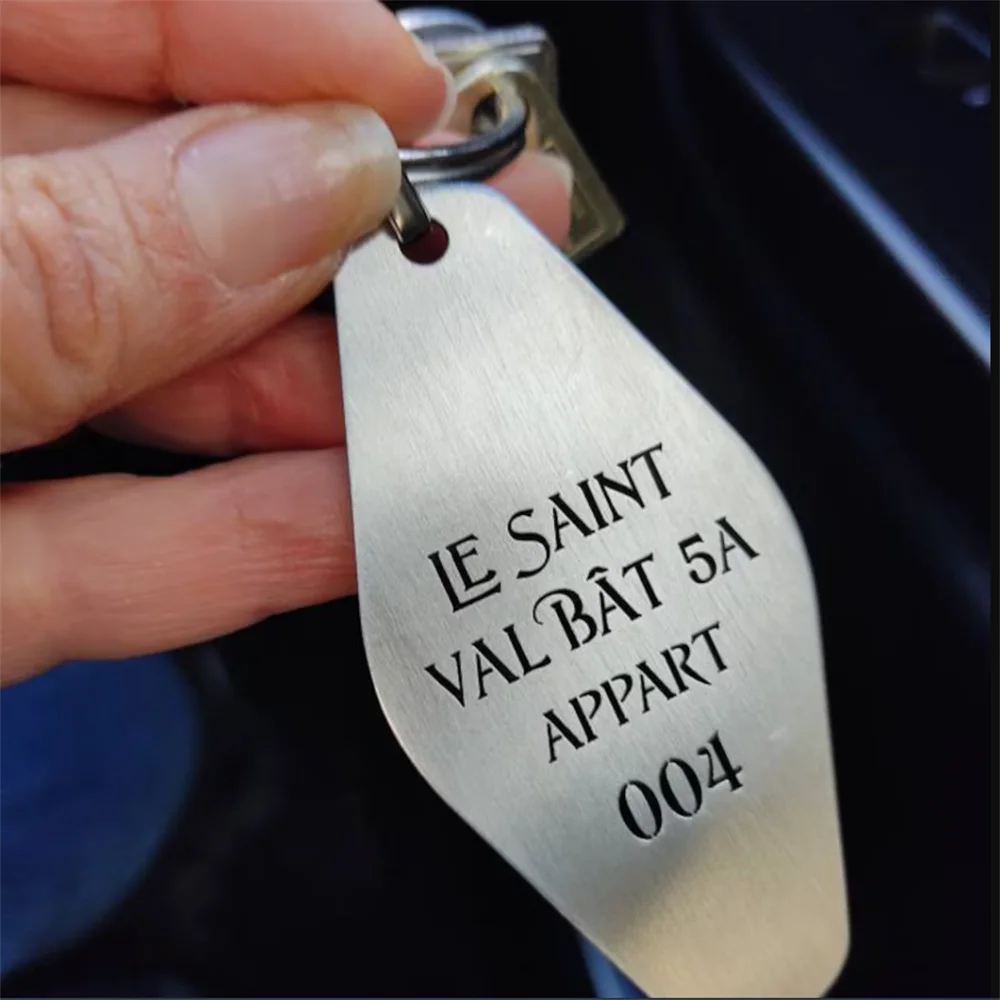 LE SAINT
VAL BÂT 5A
APPART
004